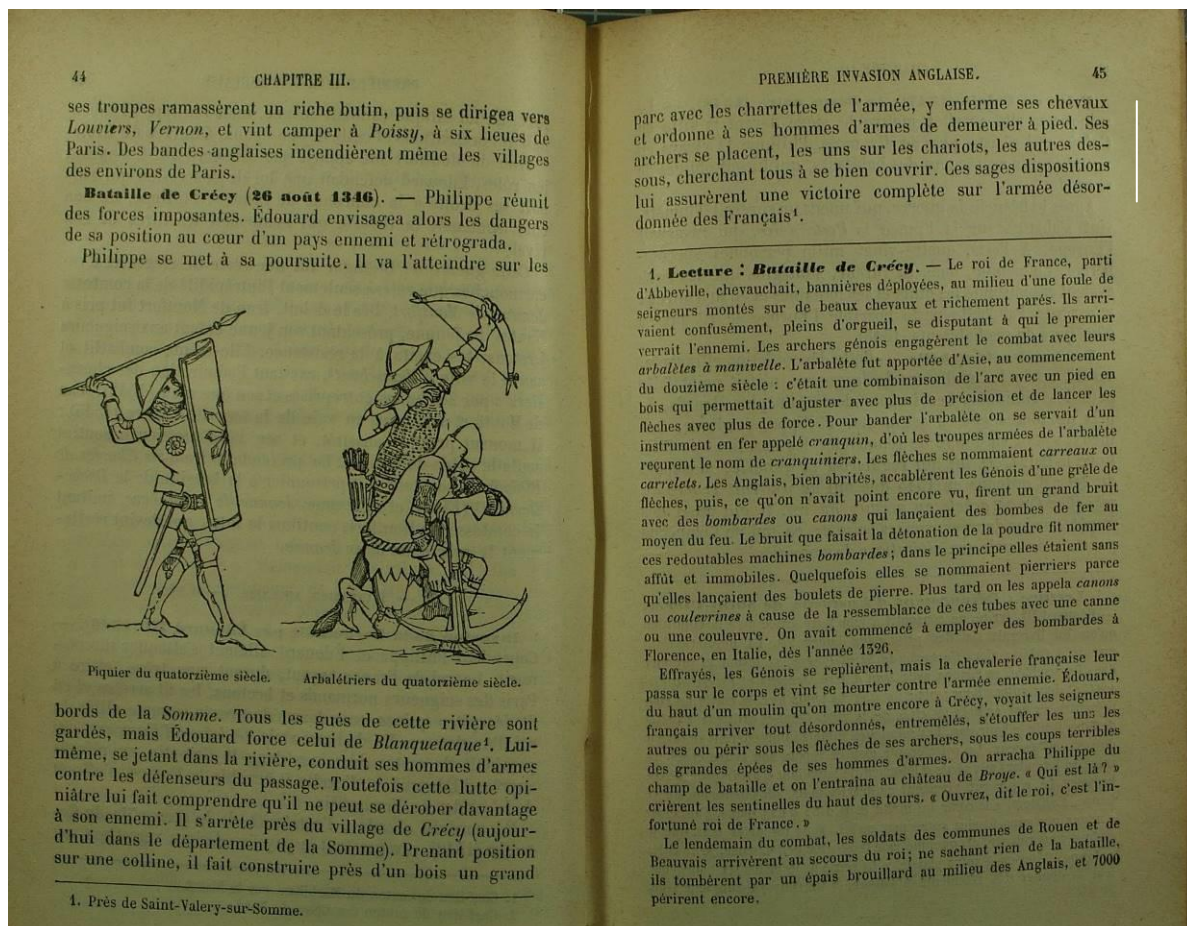 44
CHAPITRE III.
ses troupes ramassèrent un riche butin, puis se dirigea vers
Louviers, Vernon, et vint camper à Poissy, à six lieues de
Paris. Des bandes anglaises incendièrent même les villages
des environs de Paris.
Bataille de Crécy (26 août 1346). — Philippe réunit
des forces imposantes. Édouard envisagea alors les dangers
de sa position au cœur d'un pays ennemi et rétrograda.
Philippe se met à sa poursuite. Il va l'atteindre sur les
Piquier du quatorzième siècle.
Arbalétriers du quatorzième siècle.
bords de la Somme. Tous les gués de cette rivière sont
gardés, mais Édouard force celui de Blanquetaque¹. Lui-
même, se jetant dans la rivière, conduit ses hommes d'armes
contre les défenseurs du passage. Toutefois cette lutte opi-
niâtre lui fait comprendre qu'il ne peut se dérober davantage
à son ennemi. Il s'arrête près du village de Crécy (aujour-
d'hui dans le département de la Somme). Prenant position
sur une colline, il fait construire près d'un bois un grand
1. Près de Saint-Valery-sur-Somme.
PREMIÈRE INVASION ANGLAISE.
45
parc avec les charrettes de l'armée, y enferme ses chevaux
et ordonne à ses hommes d'armes de demeurer à pied. Ses
archers se placent, les uns sur les chariots, les autres des-
sous, cherchant tous à se bien couvrir. Ces sages dispositions
lui assurèrent une victoire complète sur l'armée désor-
donnée des Français¹.
1. Lecture : Bataille de Crécy. — Le roi de France, parti
d'Abbeville, chevauchait, bannières déployées, au milieu d'une foule de
seigneurs montés sur de beaux chevaux et richement parés. Ils arri-
vaient confusément, pleins d'orgueil, se disputant à qui le premier
verrait l'ennemi. Les archers génois engagèrent le combat avec leurs
arbalètes à manivelle. L'arbalète fut apportée d'Asie, au commencement
du douzième siècle : c'était une combinaison de l'arc avec un pied en
bois qui permettait d'ajuster avec plus de précision et de lancer les
flèches avec plus de force. Pour bander l'arbalète on se servait d'un
instrument en fer appelé cranquin, d'où les troupes armées de l'arbalète
reçurent le nom de cranquiniers. Les flèches se nommaient carreaux ou
carrelets. Les Anglais, bien abrités, accablèrent les Génois d'une grêle de
flèches, puis, ce qu'on n'avait point encore vu, firent un grand bruit
avec des bombardes ou canons qui lançaient des bombes de fer au
moyen du feu. Le bruit que faisait la détonation de la poudre fit nommer
ces redoutables machines bombardes; dans le principe elles étaient sans
affût et immobiles. Quelquefois elles se nommaient pierriers parce
qu'elles lançaient des boulets de pierre. Plus tard on les appela canons
ou coulevrines à cause de la ressemblance de ces tubes avec une canne
ou une couleuvre. On avait commencé à employer des bombardes à
Florence, en Italie, dès l'année 1326.
Effrayés, les Génois se replièrent, mais la chevalerie française leur
passa sur le corps et vint se heurter contre l'armée ennemie. Édouard,
du haut d'un moulin qu'on montre encore à Crécy, voyait les seigneurs
français arriver tout désordonnés, entremêlés, s'étouffer les uns les
autres ou périr sous les flèches de ses archers, sous les coups terribles
des grandes épées de ses hommes d'armes. On arracha Philippe du
champ de bataille et on l'entraîna au château de Broye. « Qui est là? »
crièrent les sentinelles du haut des tours. « Ouvrez, dit le roi, c'est l'in-
fortuné roi de France. »
Le lendemain du combat, les soldats des communes de Rouen et de
Beauvais arrivèrent au secours du roi; ne sachant rien de la bataille,
ils tombèrent par un épais brouillard au milieu des Anglais, et 7000
périrent encore.